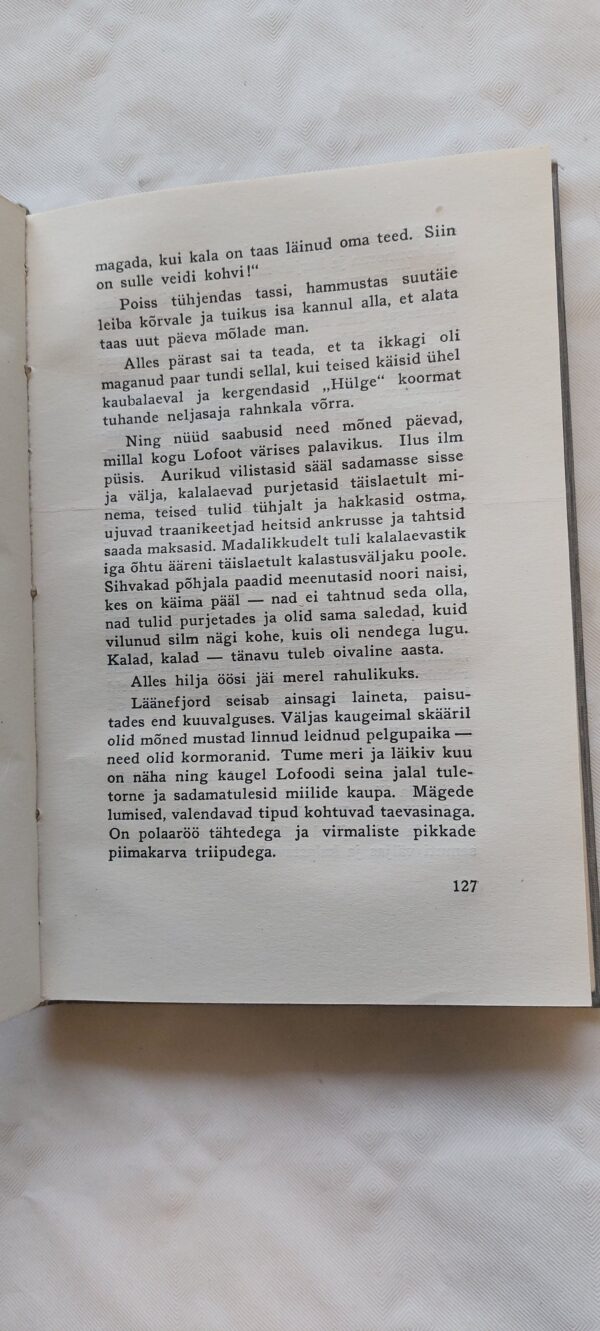 magada, kui kala on taas läinud oma teed. Siin
on sulle veidi kohvi!“
Poiss tühjendas tassi, hammustas suutäie
leiba kõrvale ja tuikus isa kannul alla, et alata
taas uut päeva mõlade man.
Alles pärast sai ta teada, et ta ikkagi oli
maganud paar tundi sellal, kui teised käisid ühel
kaubalaeval ja kergendasid „Hülge“ koormat
tuhande neljasaja rahnkala võrra.
Ning nüüd saabusid need mõned päevad,
millal kogu Lofoot värises palavikus. Ilus ilm
püsis. Aurikud vilistasid sääl sadamasse sisse
ja välja, kalalaevad purjetasid täislaetult mi-
nema, teised tulid tühjalt ja hakkasid ostma,
ujuvad traanikeetjad heitsid ankrusse ja tahtsid
saada maksasid. Madalikkudelt tuli kalalaevastik
iga õhtu ääreni täislaetult kalastusväljaku poole.
Sihvakad põhjala paadid meenutasid noori naisi,
kes on käima pääl — nad ei tahtnud seda olla,
nad tulid purjetades ja olid sama saledad, kuid
vilunud silm nägi kohe, kuis oli nendega lugu.
Kalad, kalad — tänavu tuleb oivaline aasta.
Alles hilja öösi jäi merel rahulikuks.
Läänefjord seisab ainsagi laineta, paisu-
tades end kuuvalguses. Väljas kaugeimal skääril
olid mõned mustad linnud leidnud pelgupaika —
need olid kormoranid. Tume meri ja läikiv kuu
on näha ning kaugel Lofoodi seina jalal tule-
torne ja sadamatulesid miilide kaupa. Mägede
lumised, valendavad tipud kohtuvad taevasinaga.
On polaaröö tähtedega ja virmaliste pikkade
piimakarva triipudega.
127